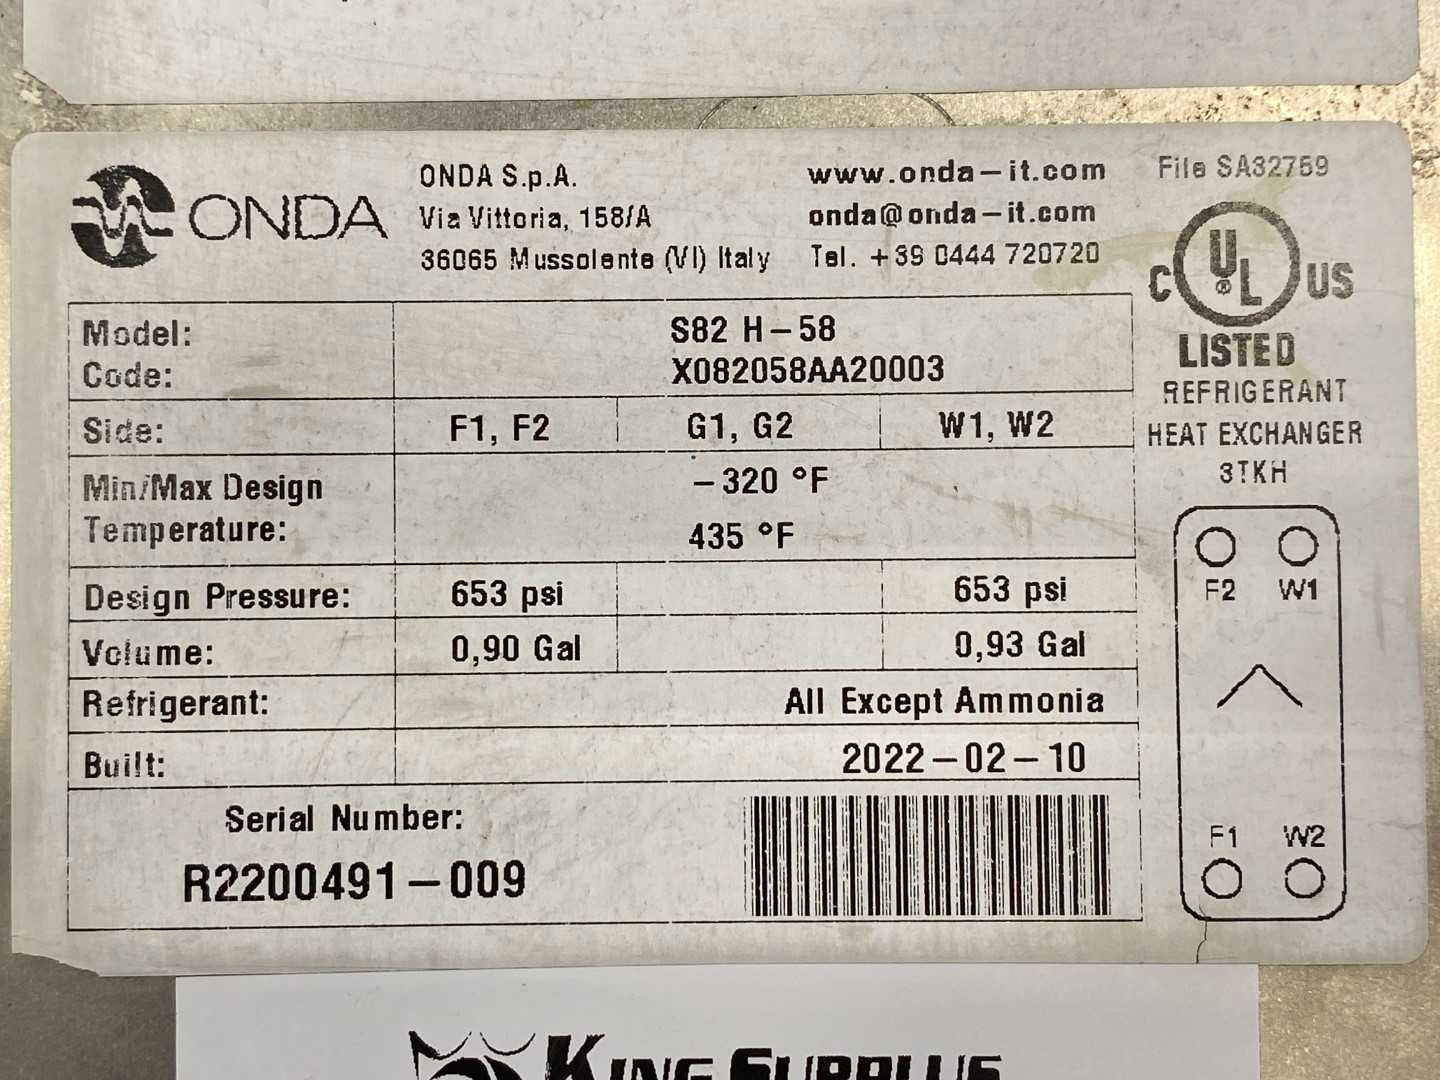 ONDA
ONDA S.p.A.
Via Vittoria, 158/A
36065 Mussolente (VI) Italy
www.onda-it.com
onda@onda-it.com
Tel. +39 0444 720720
File SA32759
C UL US
®
LISTED
REFRIGERANT
HEAT EXCHANGER
3TKH
Model: S82 H-58
Code: X082058AA20003
Side: F1, F2 G1, G2 W1, W2
Min/Max Design -320 °F
Temperature: 435 °F
Design Pressure: 653 psi 653 psi
Volume: 0,90 Gal 0,93 Gal
Refrigerant: All Except Ammonia
Built: 2022-02-10
Serial Number:
R2200491-009
F2 W1
F1 W2
KING SURPLUS